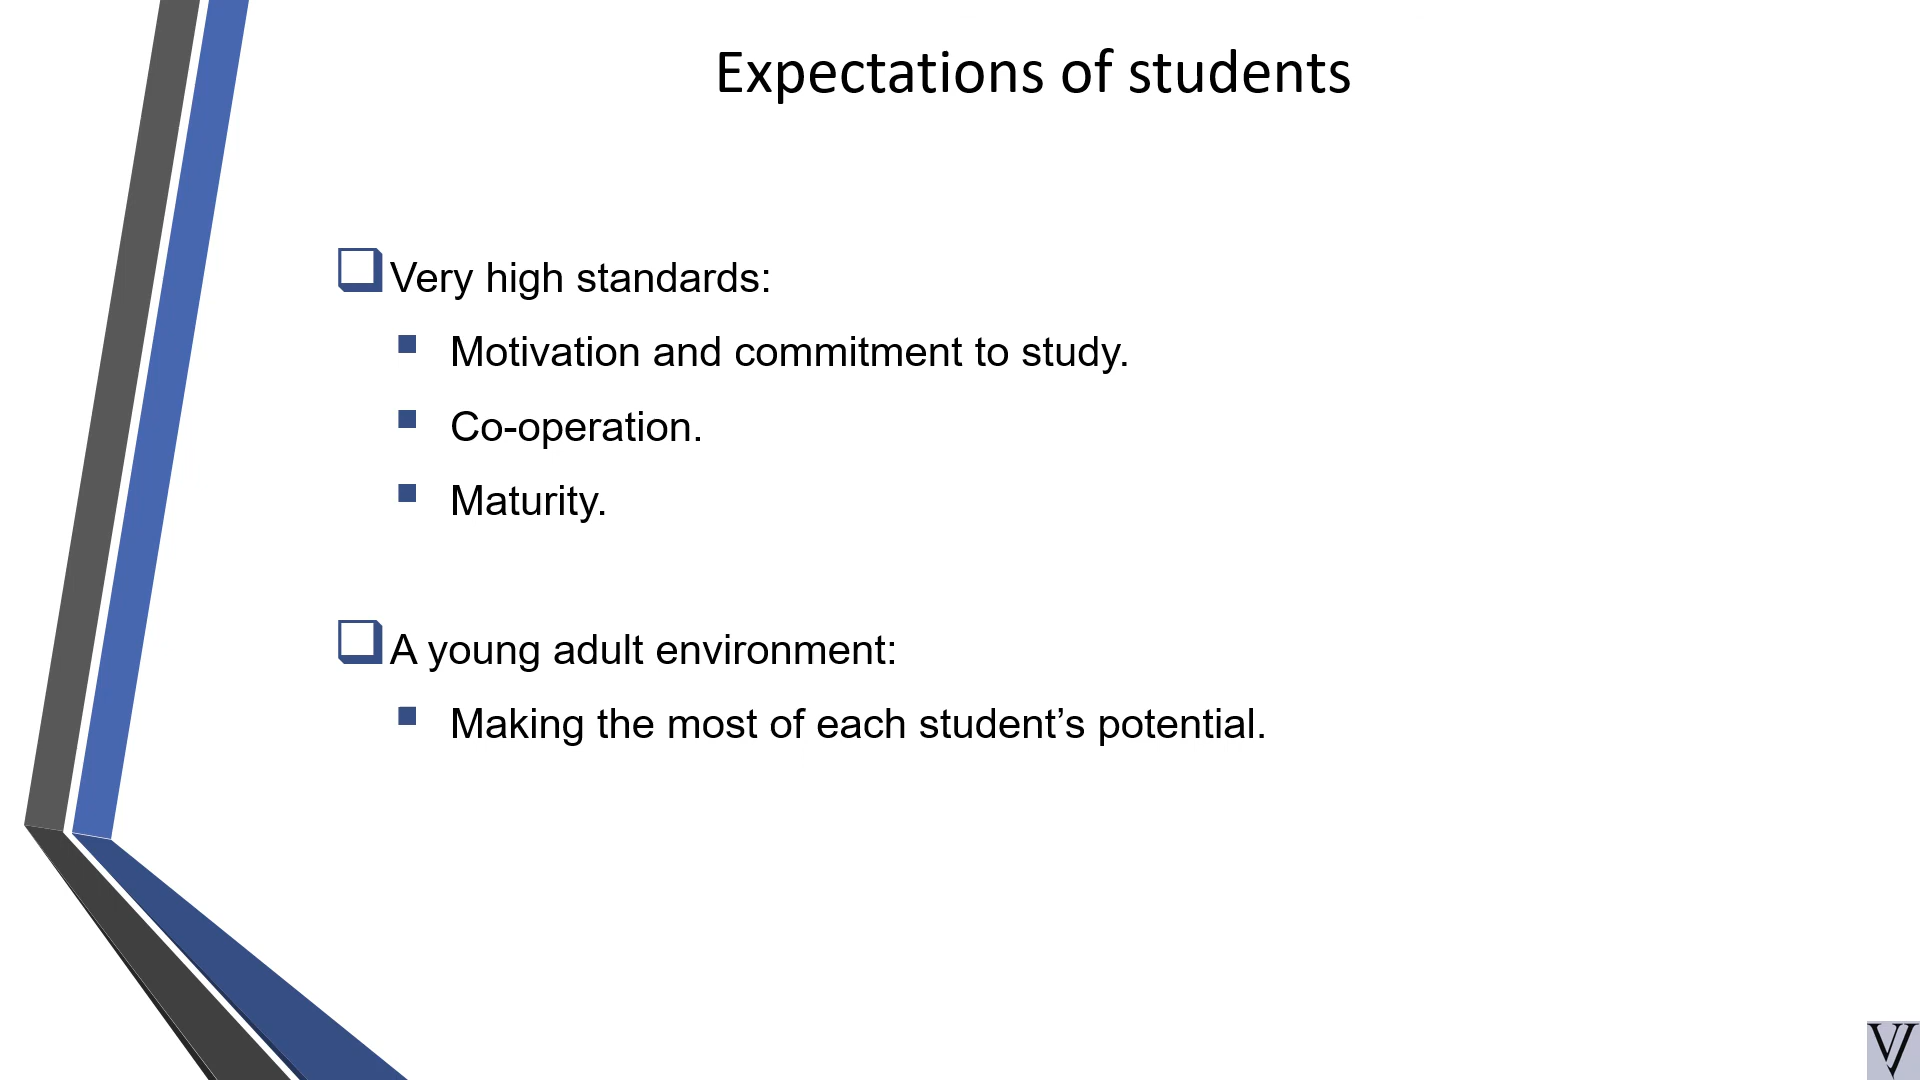 Expectations of students
Very high standards:
Motivation and commitment to study.
Co-operation.
Maturity.
A young adult environment:
Making the most of each student’s potential.